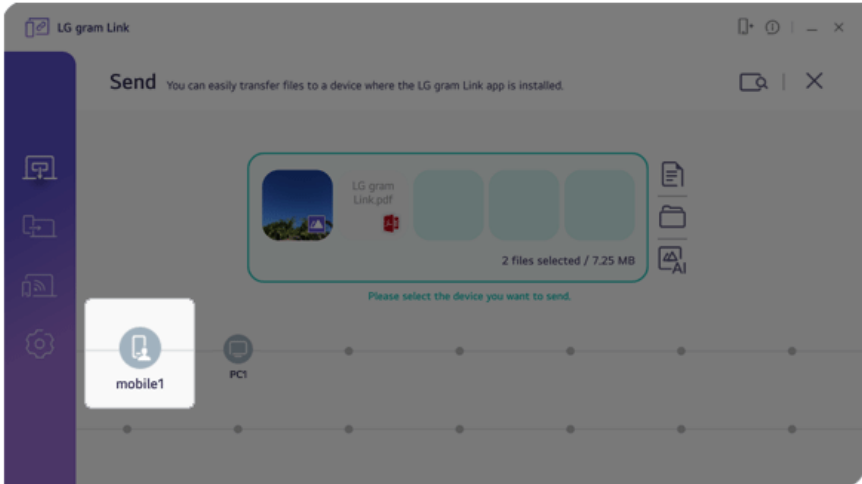 LG gram Link
Send You can easily transfer files to a device where the LG gram Link app is installed.
LG gram
Link.pdf
2 files selected / 7.25 MB
AI
Please select the device you want to send.
mobile1
PC1